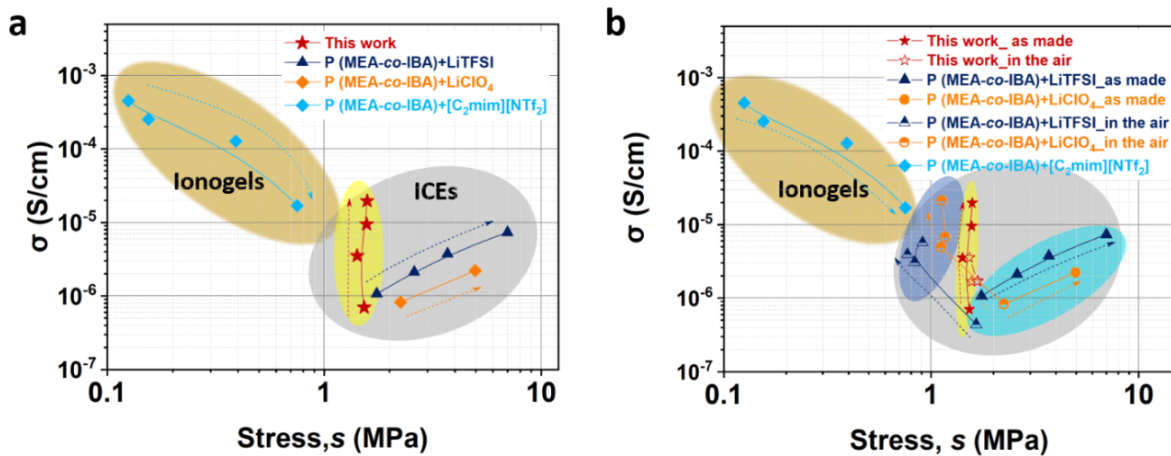 a
This work
P (MEA-co-IBA)+LiTFSI
P (MEA-co-IBA)+LiClO₄
P (MEA-co-IBA)+[C₂mim][NTf₂]
10⁻³
10⁻⁴
10⁻⁵
10⁻⁶
10⁻⁷
σ (S/cm)
Ionogels
ICEs
0.1
1
10
Stress,s (MPa)
b
This work_ as made
This work_in the air
P (MEA-co-IBA)+LiTFSI_as made
P (MEA-co-IBA)+LiClO₄_as made
P (MEA-co-IBA)+LiTFSI_in the air
P (MEA-co-IBA)+LiClO₄_in the air
P (MEA-co-IBA)+[C₂mim][NTf₂]
10⁻³
10⁻⁴
10⁻⁵
10⁻⁶
10⁻⁷
σ (S/cm)
Ionogels
ICEs
0.1
1
10
Stress, s (MPa)